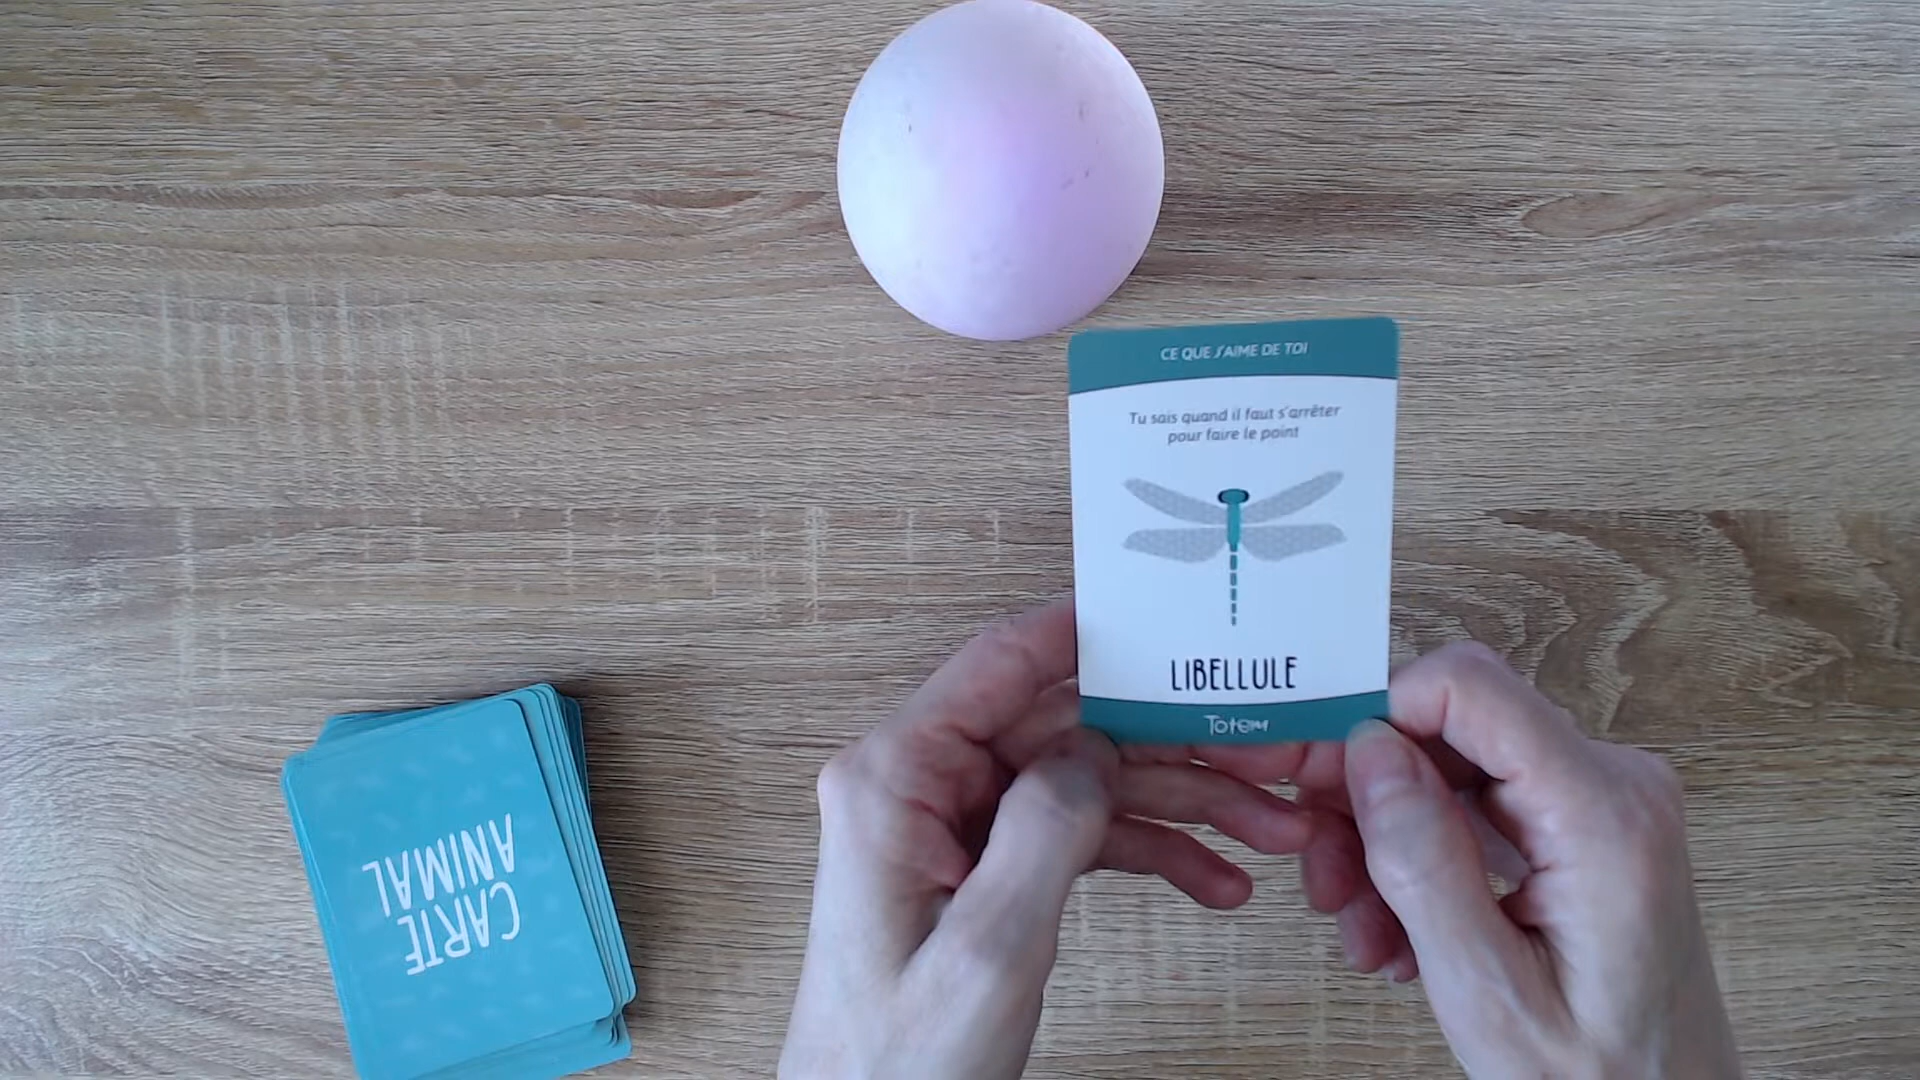 CE QUE J'AIME DE TOI
Tu sais quand il faut s'arrêter
pour faire le point
LIBELLULE
Totem
CARTE
ANIMAL